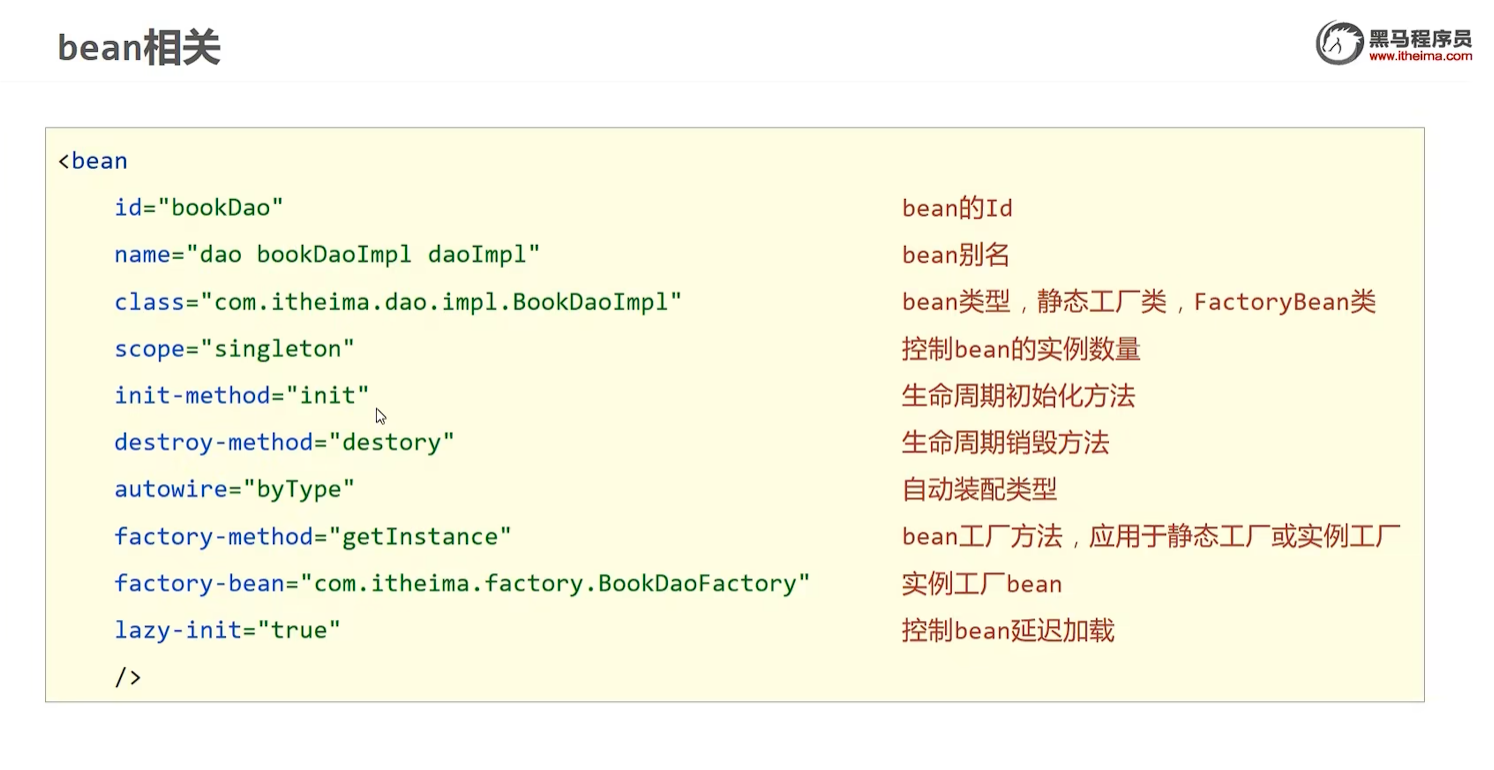 bean相关
黑马程序员
www.itheima.com
<bean
id="bookDao" bean的Id
name="dao bookDaoImpl daoImpl" bean别名
class="com.itheima.dao.impl.BookDaoImpl" bean类型，静态工厂类，FactoryBean类
scope="singleton" 控制bean的实例数量
init-method="init" 生命周期初始化方法
destroy-method="destory" 生命周期销毁方法
autowire="byType" 自动装配类型
factory-method="getInstance" bean工厂方法，应用于静态工厂或实例工厂
factory-bean="com.itheima.factory.BookDaoFactory" 实例工厂bean
lazy-init="true" 控制bean延迟加载
/>